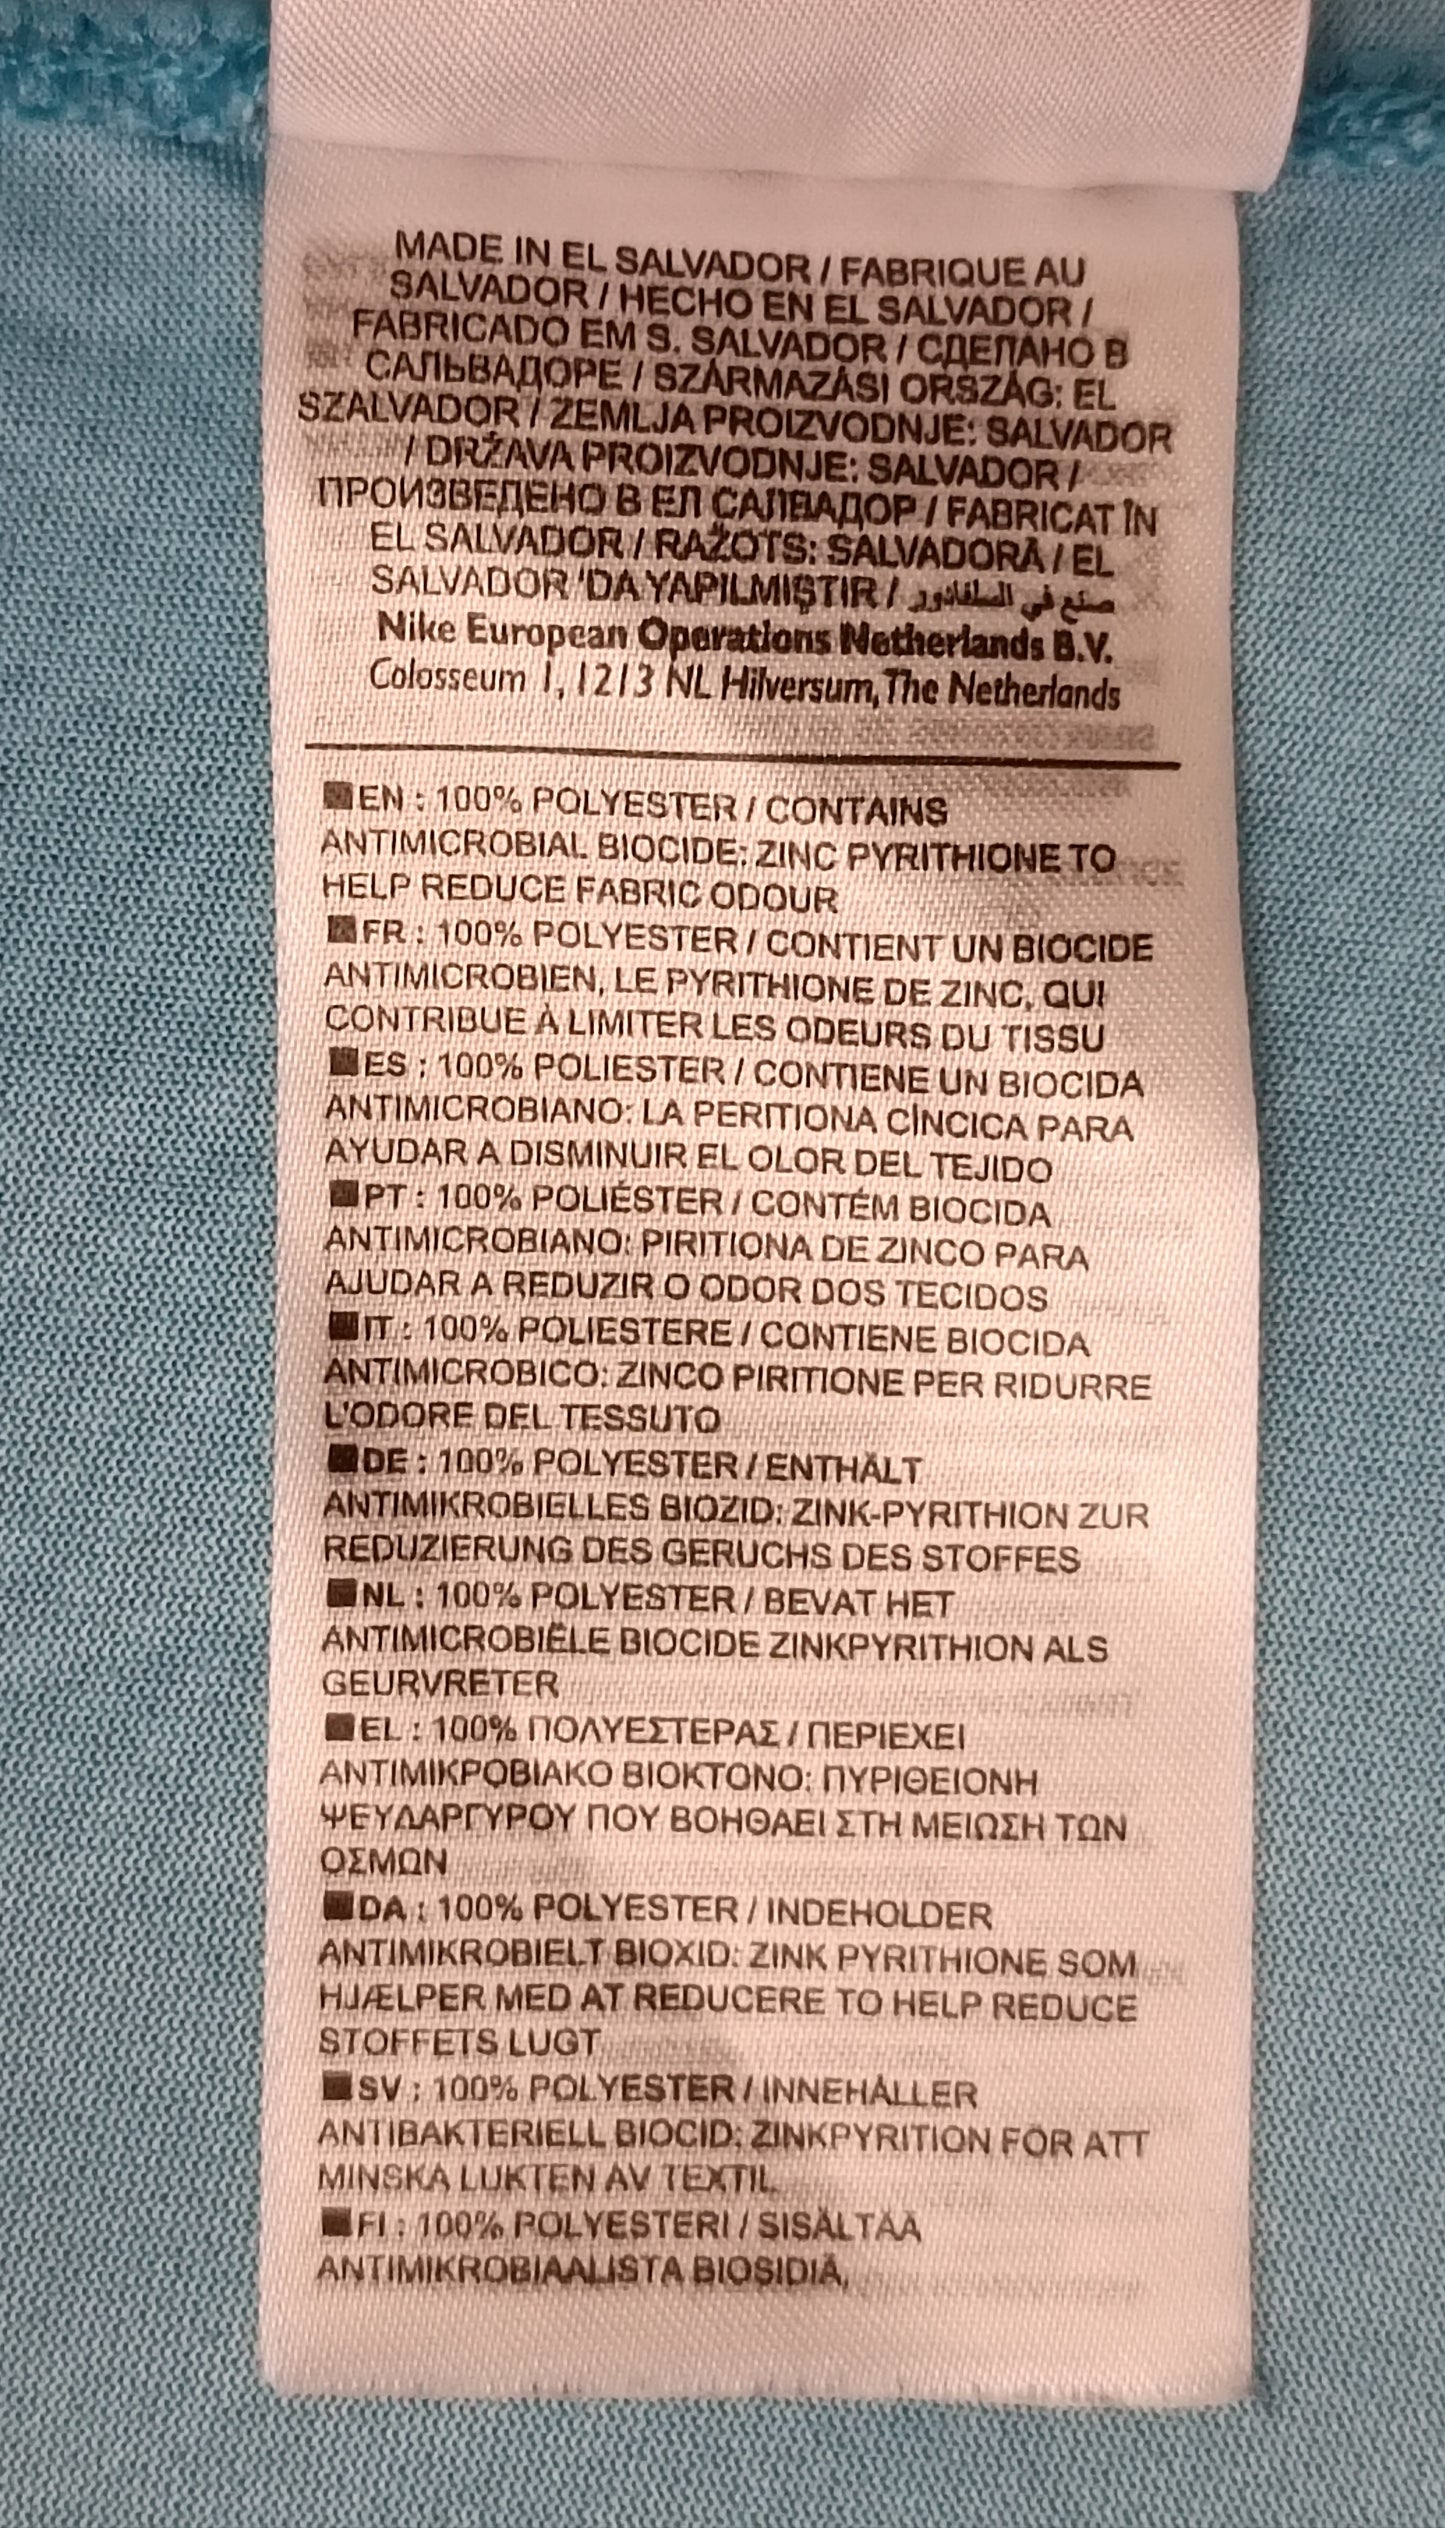 MADE IN EL SALVADOR / FABRIQUE AU
SALVADOR / HECHO EN EL SALVADOR /
FABRICADO EM S. SALVADOR / СДЕЛАНО В
САЛЬВАДОРЕ / SZÁRMAZÁSI ORSZÁG: EL
SZALVADOR / ZEMLJA PROIZVODNJE: SALVADOR
/ DRŽAVA PROIZVODNJE: SALVADOR /
ПРОИЗВЕДЕНО В ЕЛ САЛВАДОР / FABRICAT ÎN
EL SALVADOR / RAŽOTS: SALVADORĀ / EL
SALVADOR 'DA YAPILMIŞTIR / صنع في السلفادور
Nike European Operations Netherlands B.V.
Colosseum 1, 1213 NL Hilversum, The Netherlands
■EN : 100% POLYESTER / CONTAINS
ANTIMICROBIAL BIOCIDE: ZINC PYRITHIONE TO
HELP REDUCE FABRIC ODOUR
■FR : 100% POLYESTER / CONTIENT UN BIOCIDE
ANTIMICROBIEN, LE PYRITHIONE DE ZINC, QUI
CONTRIBUE À LIMITER LES ODEURS DU TISSU
■ES : 100% POLIESTER / CONTIENE UN BIOCIDA
ANTIMICROBIANO: LA PERITIONA CÍNCICA PARA
AYUDAR A DISMINUIR EL OLOR DEL TEJIDO
■PT : 100% POLIÉSTER / CONTÉM BIOCIDA
ANTIMICROBIANO: PIRITIONA DE ZINCO PARA
AJUDAR A REDUZIR O ODOR DOS TECIDOS
■IT : 100% POLIESTERE / CONTIENE BIOCIDA
ANTIMICROBICO: ZINCO PIRITIONE PER RIDURRE
L'ODORE DEL TESSUTO
■DE : 100% POLYESTER / ENTHÄLT
ANTIMIKROBIELLES BIOZID: ZINK-PYRITHION ZUR
REDUZIERUNG DES GERUCHS DES STOFFES
■NL : 100% POLYESTER / BEVAT HET
ANTIMICROBIËLE BIOCIDE ZINKPYRITHION ALS
GEURVRETER
■EL : 100% ΠΟΛΥΕΣΤΕΡΑΣ / ΠΕΡΙΕΧΕΙ
ΑΝΤΙΜΙΚΡΟΒΙΑΚΟ ΒΙΟΚΤΟΝΟ: ΠΥΡΙΘΕΙΟΝΗ
ΨΕΥΔΑΡΓΥΡΟΥ ΠΟΥ ΒΟΗΘΑΕΙ ΣΤΗ ΜΕΙΩΣΗ ΤΩΝ
ΟΣΜΩΝ
■DA : 100% POLYESTER / INDEHOLDER
ANTIMIKROBIELT BIOXID: ZINK PYRITHIONE SOM
HJÆLPER MED AT REDUCERE TO HELP REDUCE
STOFFETS LUGT
■SV : 100% POLYESTER / INNEHÅLLER
ANTIBAKTERIELL BIOCID: ZINKPYRITION FÖR ATT
MINSKA LUKTEN AV TEXTIL
■FI : 100% POLYESTERI / SISÄLTÄÄ
ANTIMIKROBIAALISTA BIOSIDIÄ,